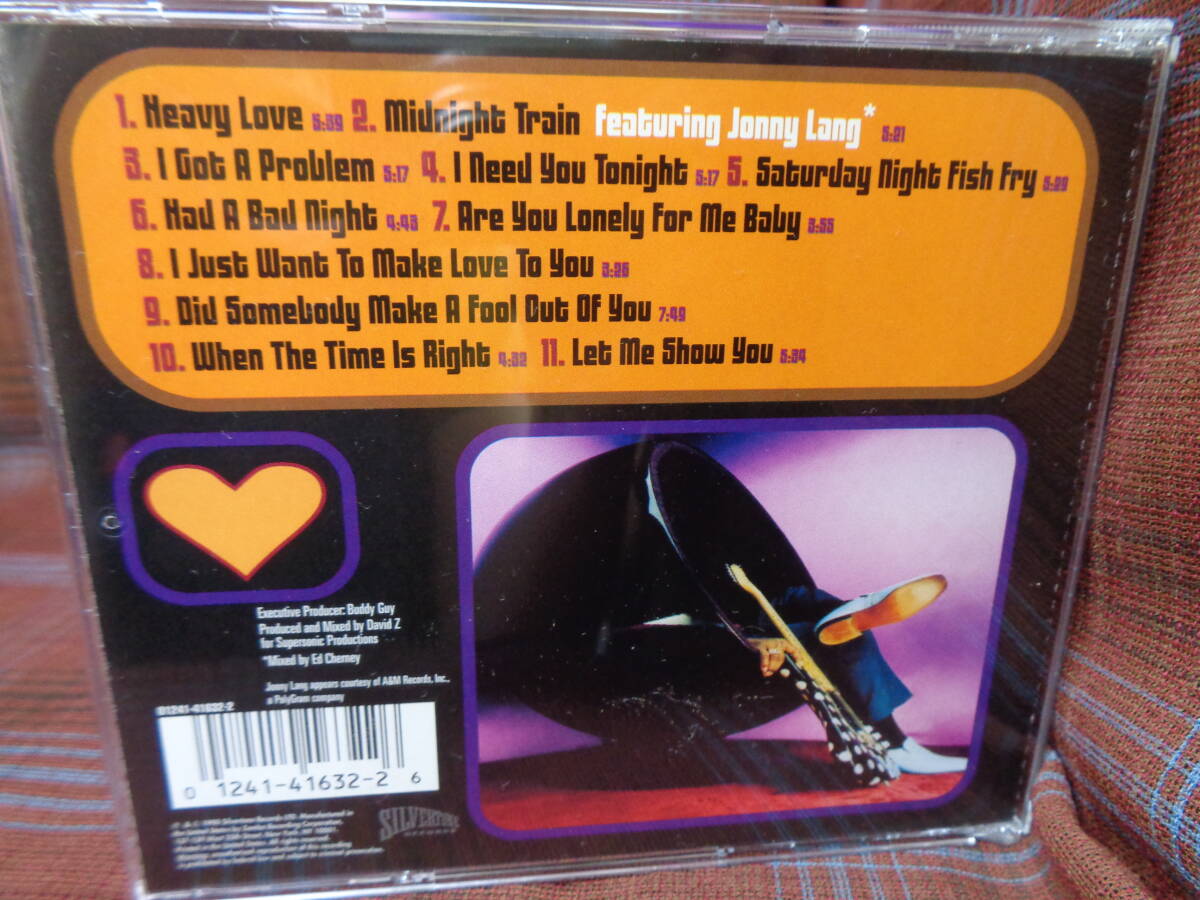 1. Heavy Love 5:39 2. Midnight Train featuring Jonny Lang* 5:21
3. I Got A Problem 5:17 4. I Need You Tonight 5:17 5. Saturday Night Fish Fry 5:29
6. Had A Bad Night 4:43 7. Are You Lonely For Me Baby 3:55
8. I Just Want To Make Love To You 3:26
9. Did Somebody Make A Fool Out Of You 7:49
10. When The Time Is Right 4:32 11. Let Me Show You 5:34
Executive Producer: Buddy Guy
Produced and Mixed by David Z
for Supersonic Productions
*Mixed by Ed Cherney
Jonny Lang appears courtesy of A&M Records, Inc.,
a PolyGram company
01241-41632-2
0 1241-41632-2 6
SILVERTONE
RECORDS